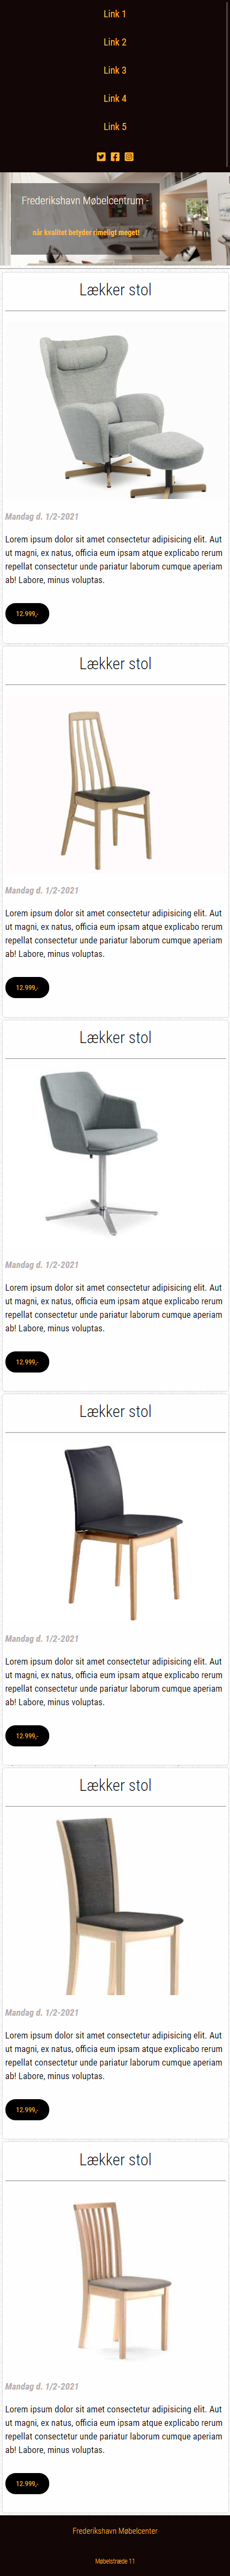 Link 1
Link 2
Link 3
Link 4
Link 5
Frederikshavn Møbelcentrum -
når kvalitet betyder rimeligt meget!
Lækker stol
Mandag d. 1/2-2021
Lorem ipsum dolor sit amet consectetur adipisicing elit. Aut
ut magni, ex natus, officia eum ipsam atque explicabo rerum
repellat consectetur unde pariatur laborum cumque aperiam
ab! Labore, minus voluptas.
12.999,-
Lækker stol
Mandag d. 1/2-2021
Lorem ipsum dolor sit amet consectetur adipisicing elit. Aut
ut magni, ex natus, officia eum ipsam atque explicabo rerum
repellat consectetur unde pariatur laborum cumque aperiam
ab! Labore, minus voluptas.
12.999,-
Lækker stol
Mandag d. 1/2-2021
Lorem ipsum dolor sit amet consectetur adipisicing elit. Aut
ut magni, ex natus, officia eum ipsam atque explicabo rerum
repellat consectetur unde pariatur laborum cumque aperiam
ab! Labore, minus voluptas.
12.999,-
Lækker stol
Mandag d. 1/2-2021
Lorem ipsum dolor sit amet consectetur adipisicing elit. Aut
ut magni, ex natus, officia eum ipsam atque explicabo rerum
repellat consectetur unde pariatur laborum cumque aperiam
ab! Labore, minus voluptas.
12.999,-
Lækker stol
Mandag d. 1/2-2021
Lorem ipsum dolor sit amet consectetur adipisicing elit. Aut
ut magni, ex natus, officia eum ipsam atque explicabo rerum
repellat consectetur unde pariatur laborum cumque aperiam
ab! Labore, minus voluptas.
12.999,-
Lækker stol
Mandag d. 1/2-2021
Lorem ipsum dolor sit amet consectetur adipisicing elit. Aut
ut magni, ex natus, officia eum ipsam atque explicabo rerum
repellat consectetur unde pariatur laborum cumque aperiam
ab! Labore, minus voluptas.
12.999,-
Frederikshavn Møbelcenter
Møbelstræde 11